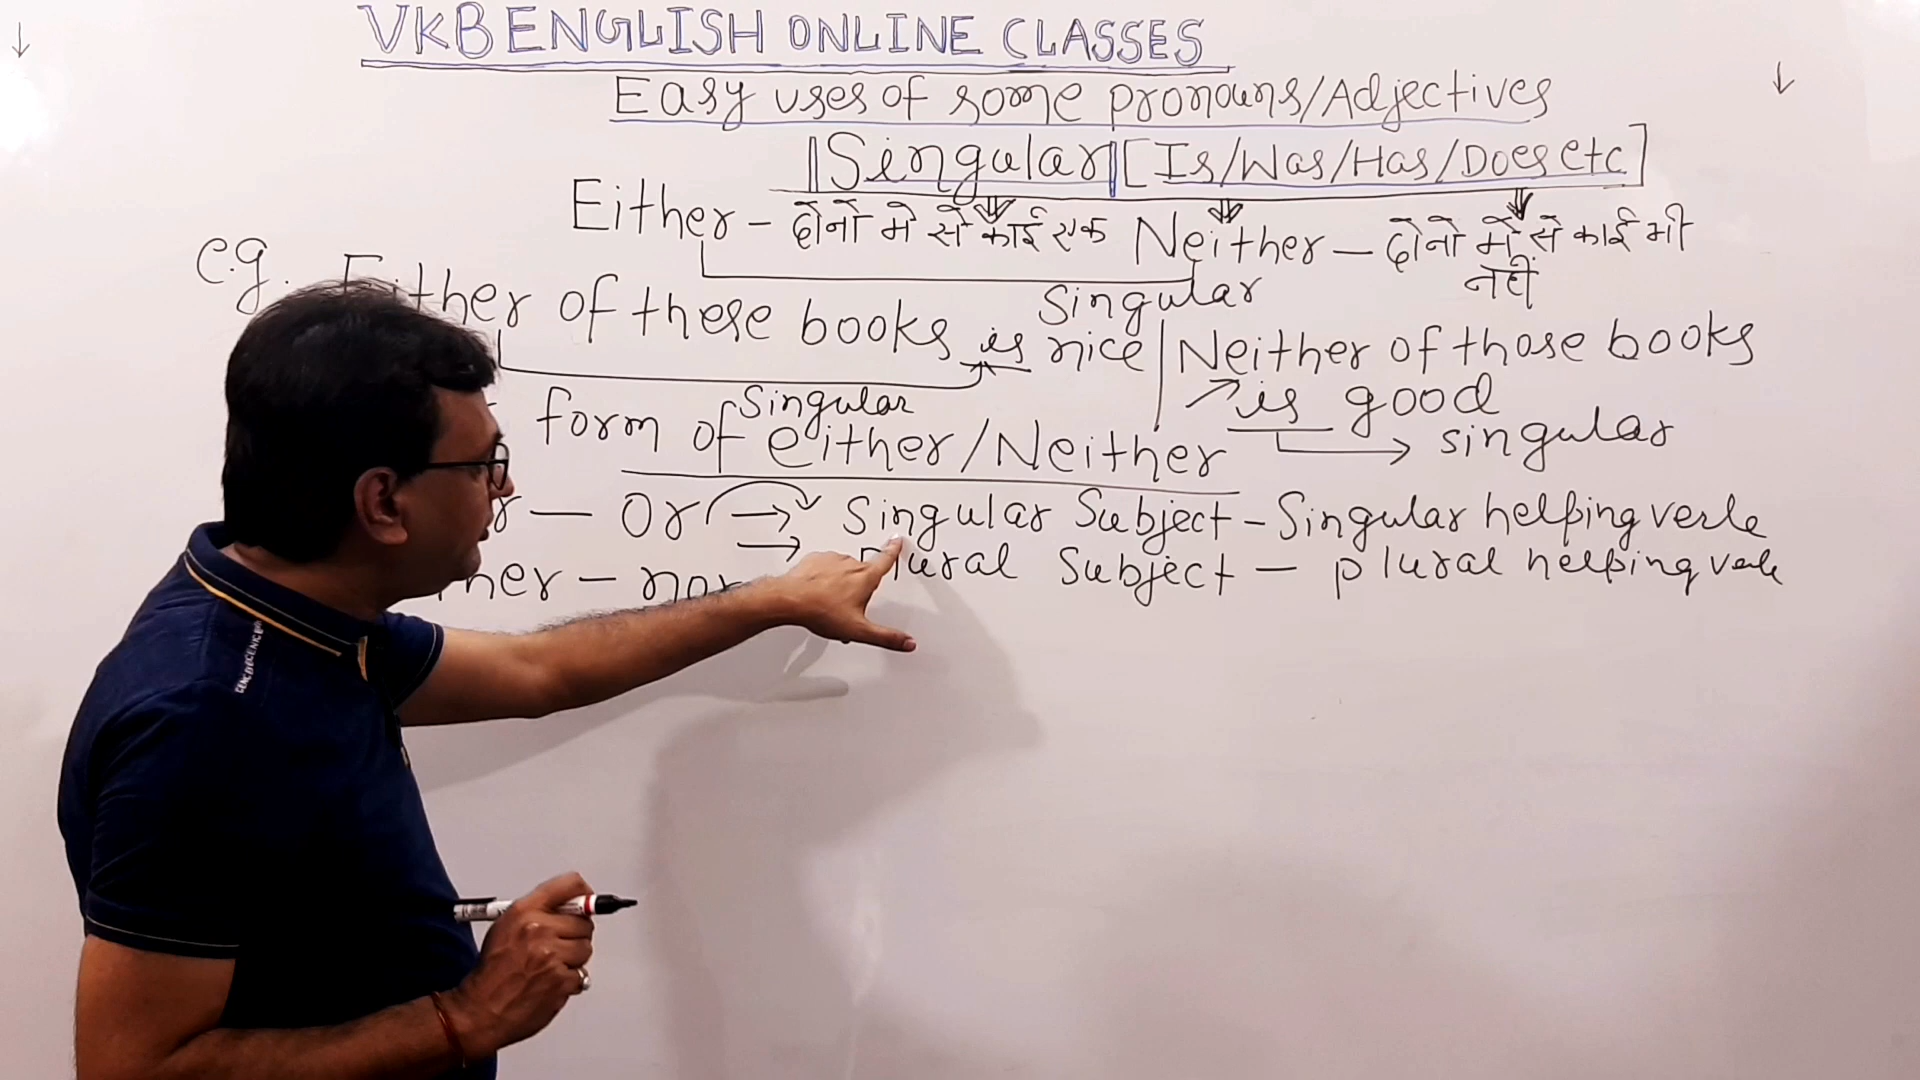 VKB ENGLISH ONLINE CLASSES
Easy uses of some pronouns/Adjectives
Singular [Is/Was/Has/Does etc]
Either - दोनों मे से कोई एक Neither - दोनो में से कोई भी
नहीं
Singular
e.g. Either of these books is nice | Neither of those books
is good
Singular
singular
form of either/Neither
Or → Singular Subject - Singular helping verb
→ plural Subject - plural helping verb
nor